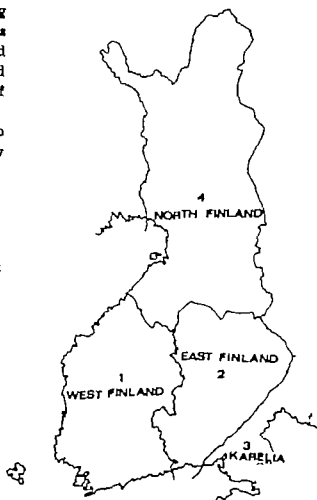 4
NORTH FINLAND
EAST FINLAND
2
1
WEST FINLAND
3
KARELIA